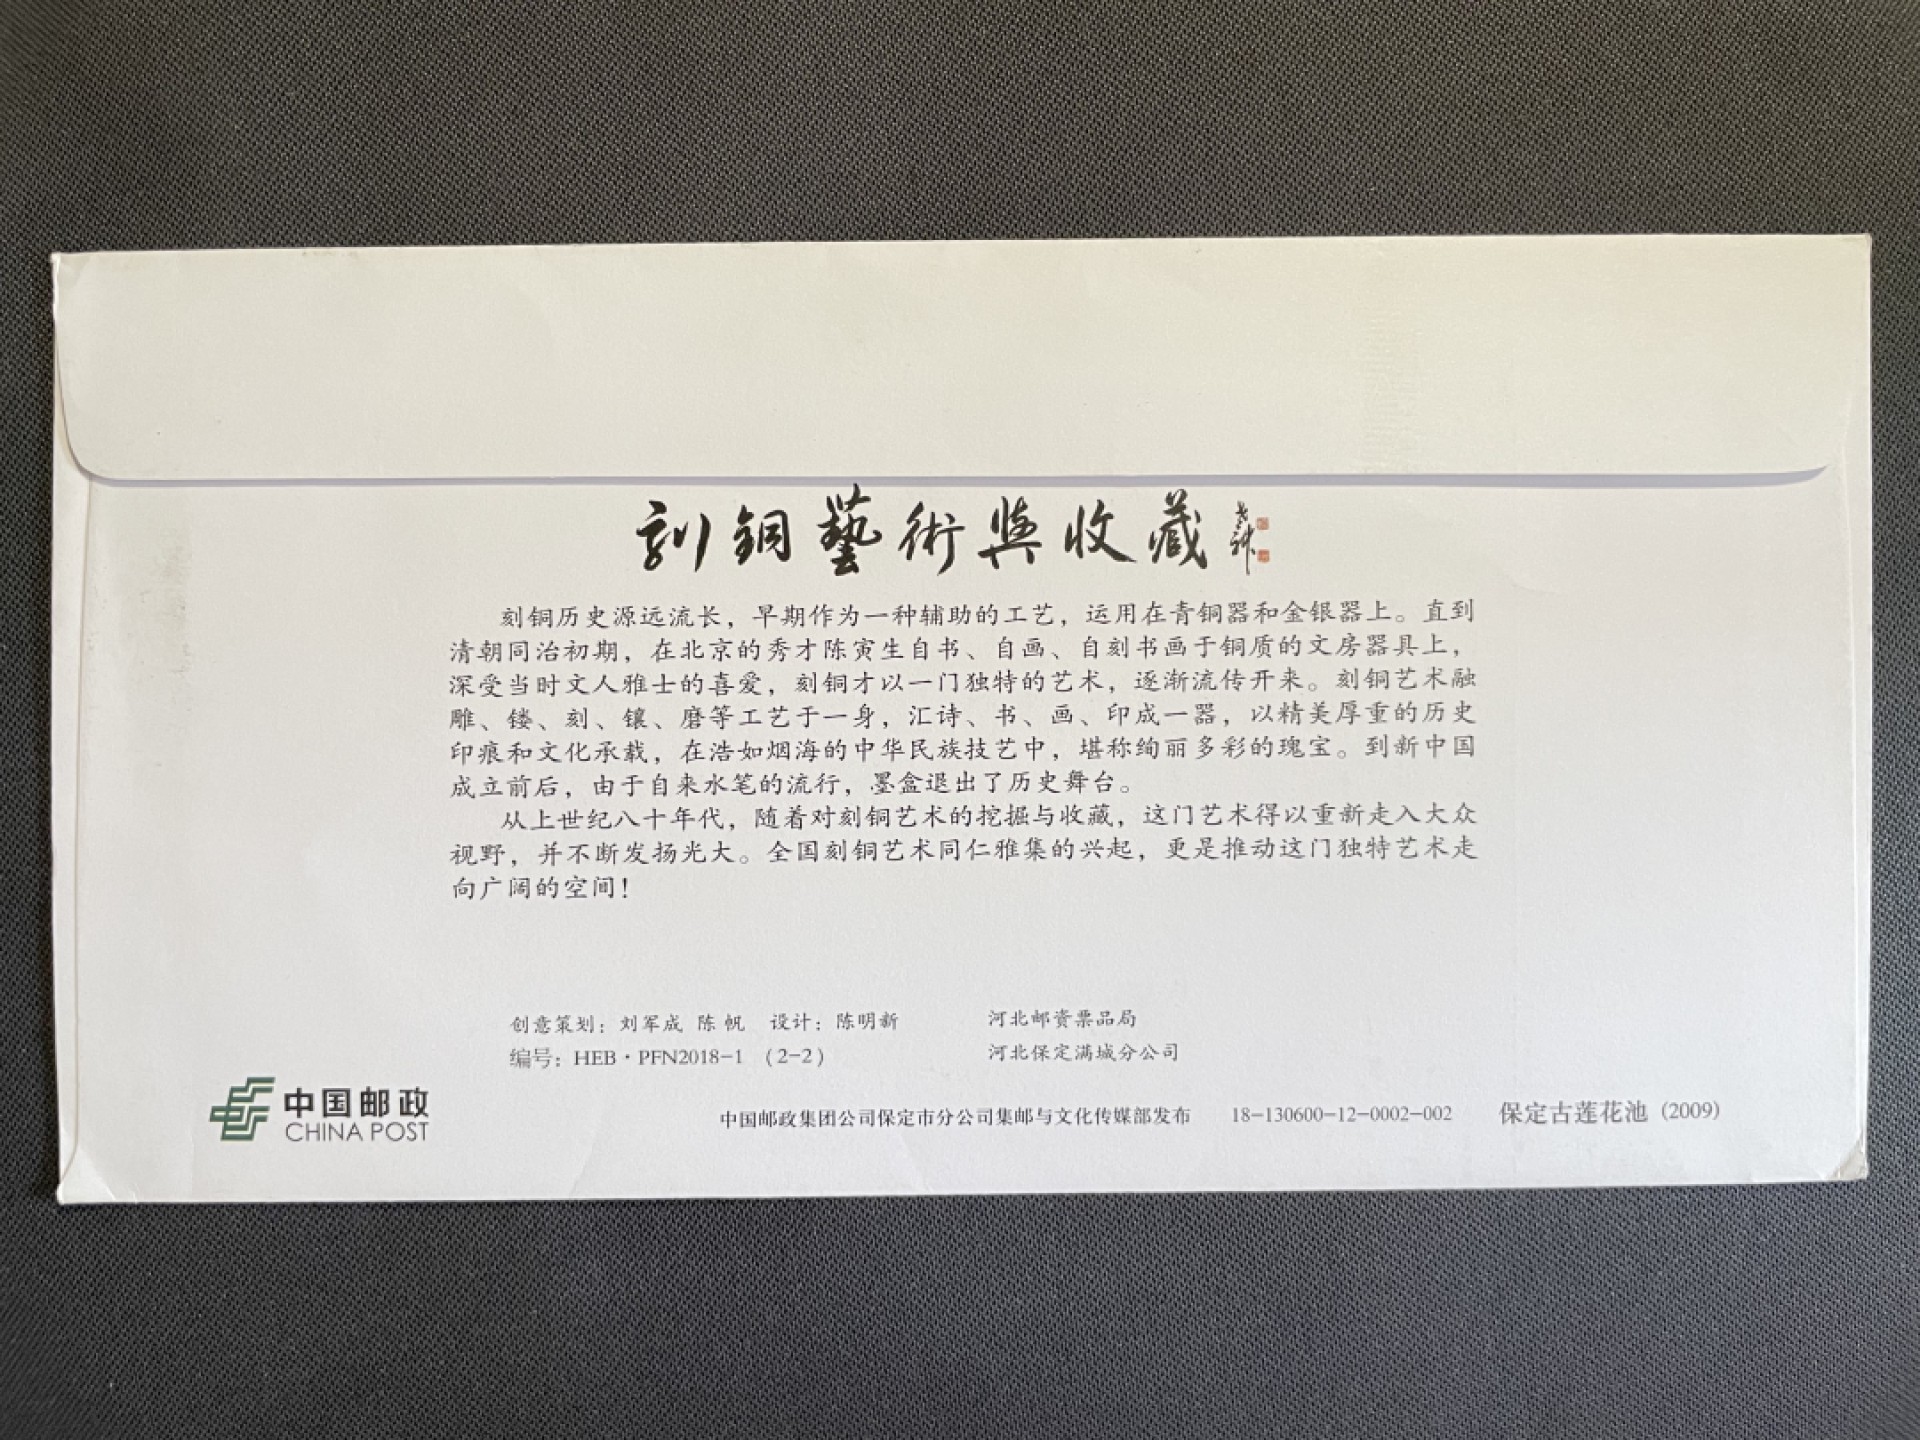 刻銅藝術與收藏
刻铜历史源远流长，早期作为一种辅助的工艺，运用在青铜器和金银器上。直到
清朝同治初期，在北京的秀才陈寅生自书、自画、自刻书画于铜质的文房器具上，
深受当时文人雅士的喜爱，刻铜才以一门独特的艺术，逐渐流传开来。刻铜艺术融
雕、镂、刻、镶、磨等工艺于一身，汇诗、书、画、印成一器，以精美厚重的历史
印痕和文化承载，在浩如烟海的中华民族技艺中，堪称绚丽多彩的瑰宝。到新中国
成立前后，由于自来水笔的流行，墨盒退出了历史舞台。
从上世纪八十年代，随着对刻铜艺术的挖掘与收藏，这门艺术得以重新走入大众
视野，并不断发扬光大。全国刻铜艺术同仁雅集的兴起，更是推动这门独特艺术走
向广阔的空间！
创意策划：刘军成 陈 帆 设计：陈明新
河北邮资票品局
编号：HEB·PFN2018-1 （2-2）
河北保定满城分公司
中国邮政
CHINA POST
中国邮政集团公司保定市分公司集邮与文化传媒部发布 18-130600-12-0002-002 保定古莲花池（2009）